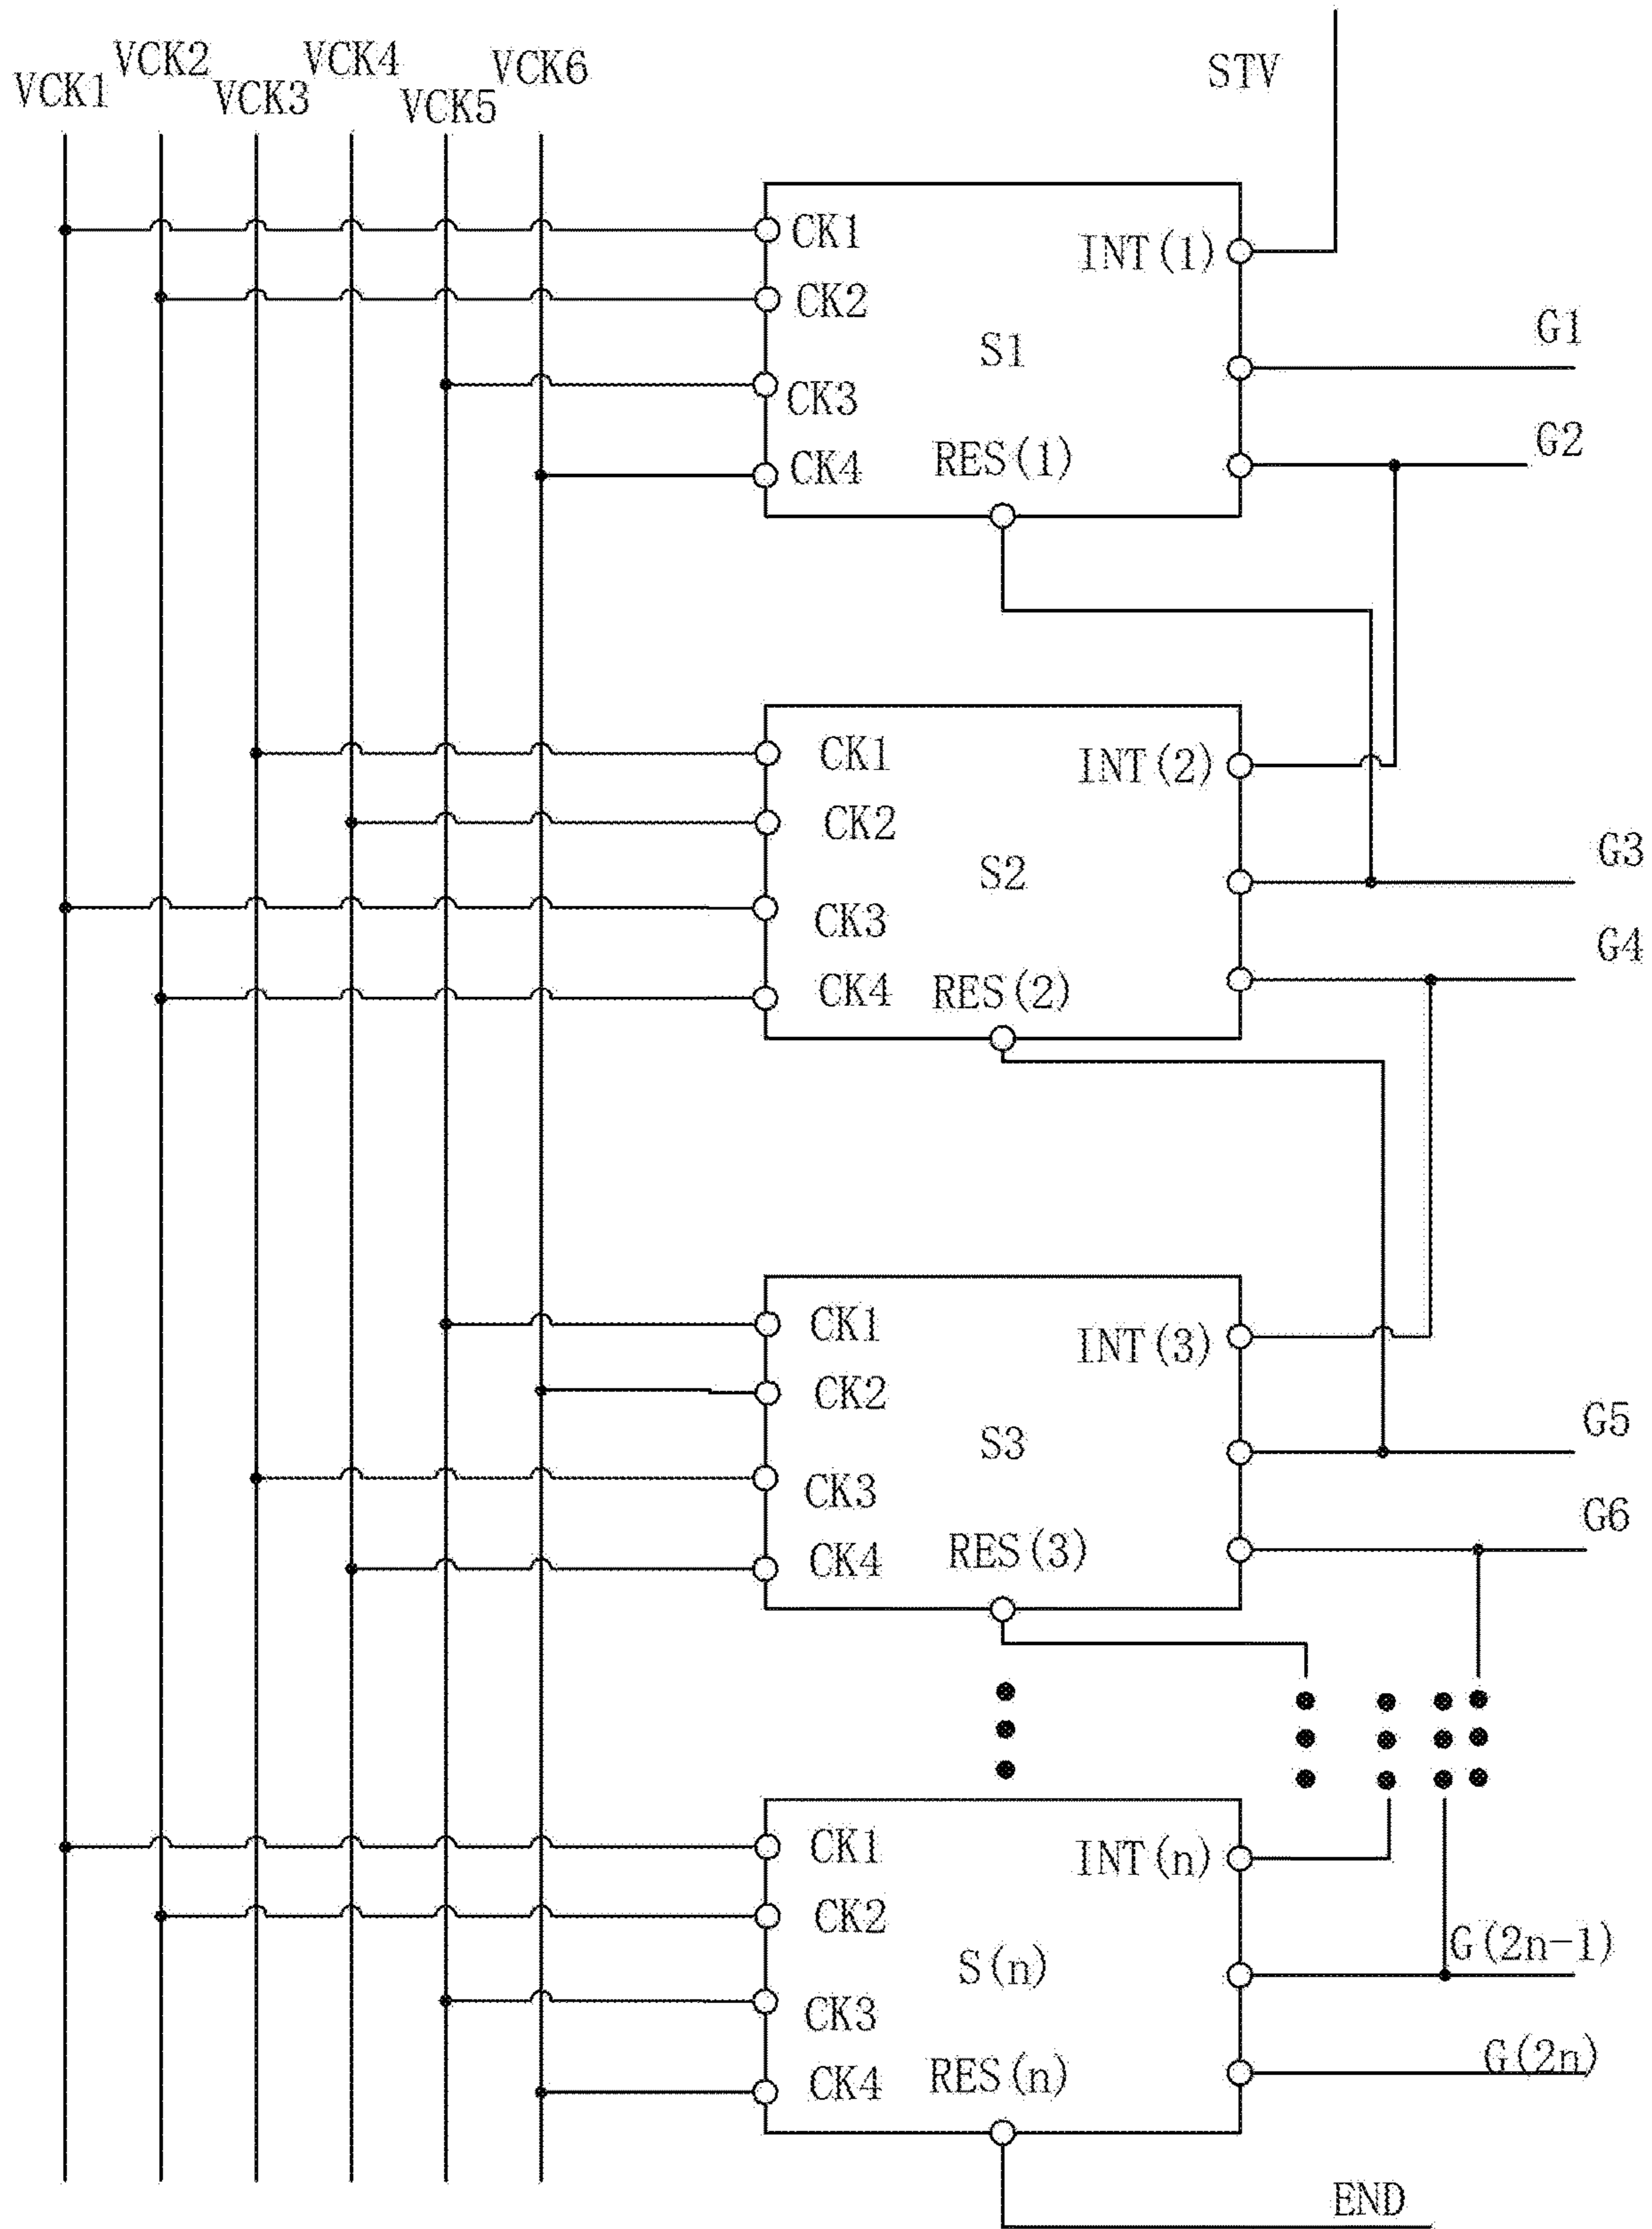 VCK1
VCK2
VCK3
VCK4
VCK5
VCK6
STV
CK1
INT(1)
CK2
S1
G1
CK3
RES(1)
G2
CK4
CK1
INT(2)
CK2
S2
G3
CK3
G4
CK4
RES(2)
CK1
INT(3)
CK2
S3
G5
CK3
G6
RES(3)
CK4
CK1
INT(n)
CK2
S(n)
G(2n-1)
CK3
G(2n)
RES(n)
CK4
END